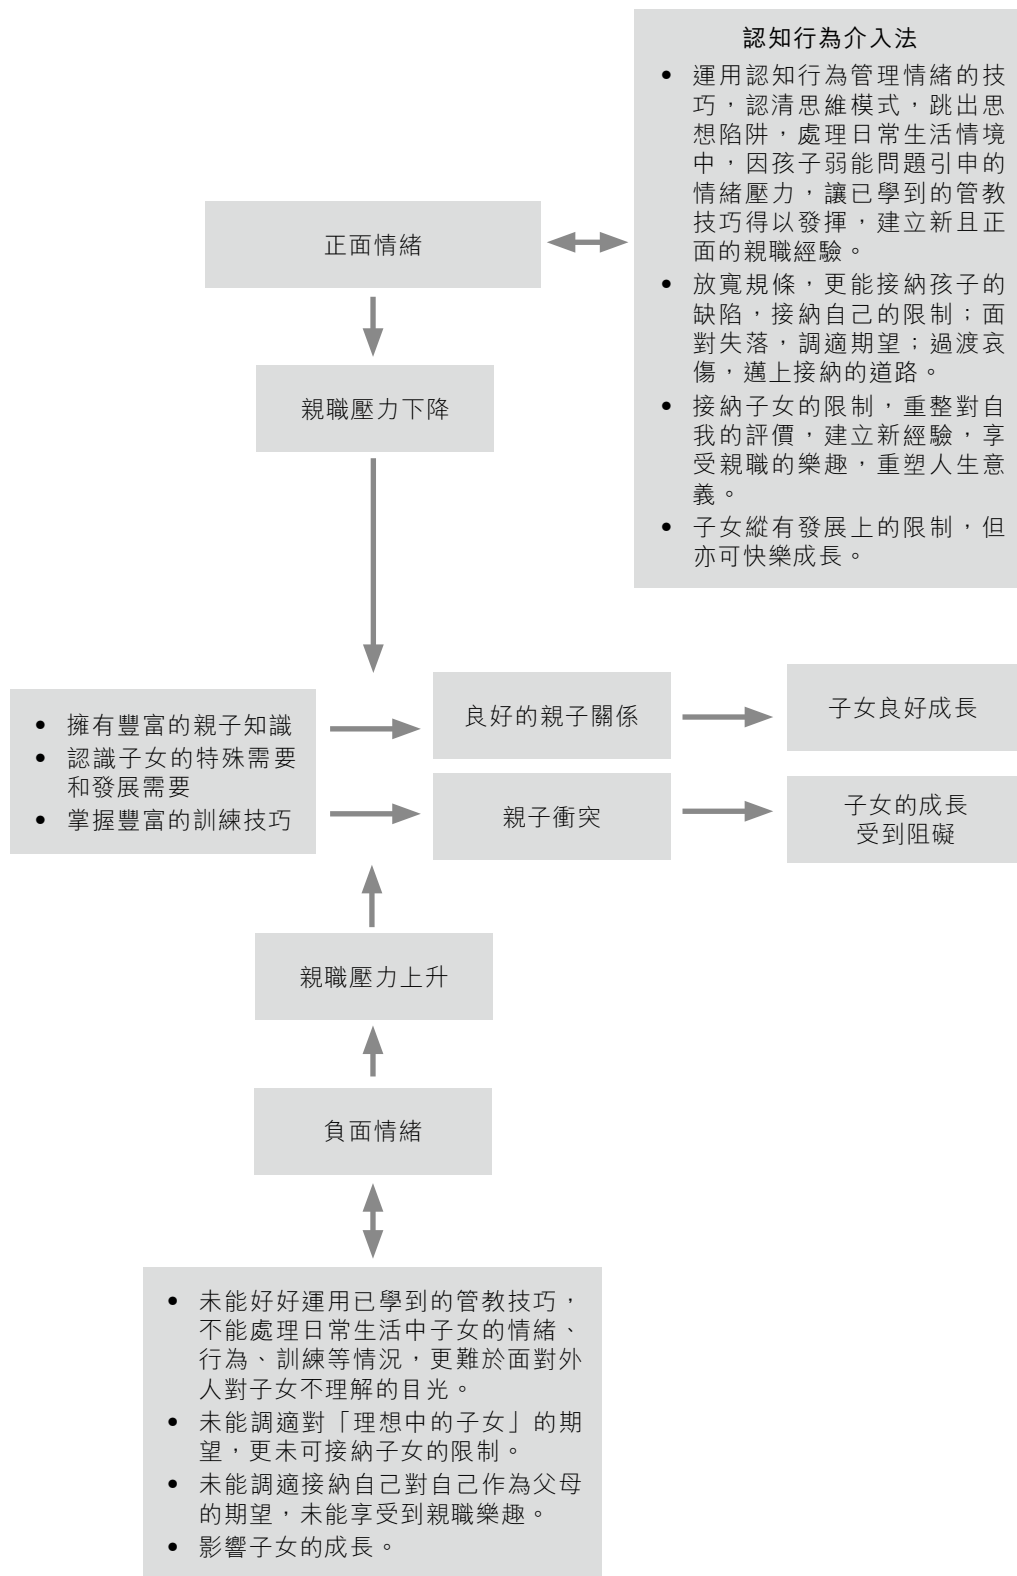 認知行為介入法
• 運用認知行為管理情緒的技
巧，認清思維模式，跳出思
想陷阱，處理日常生活情境
中，因孩子弱能問題引申的
情緒壓力，讓已學到的管教
技巧得以發揮，建立新且正
面的親職經驗。
• 放寬規條，更能接納孩子的
缺陷，接納自己的限制；面
對失落，調適期望；過渡哀
傷，邁上接納的道路。
• 接納子女的限制，重整對自
我的評價，建立新經驗，享
受親職的樂趣，重塑人生意
義。
• 子女縱有發展上的限制，但
亦可快樂成長。
正面情緒
親職壓力下降
• 擁有豐富的親子知識
• 認識子女的特殊需要
和發展需要
• 掌握豐富的訓練技巧
良好的親子關係
子女良好成長
親子衝突
子女的成長
受到阻礙
親職壓力上升
負面情緒
• 未能好好運用已學到的管教技巧，
不能處理日常生活中子女的情緒、
行為、訓練等情況，更難於面對外
人對子女不理解的目光。
• 未能調適對「理想中的子女」的期
望，更未可接納子女的限制。
• 未能調適接納自己對自己作為父母
的期望，未能享受到親職樂趣。
• 影響子女的成長。